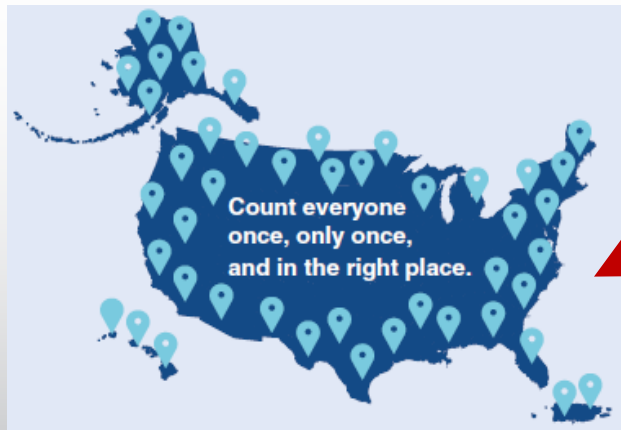 Count everyone
once, only once,
and in the right place.